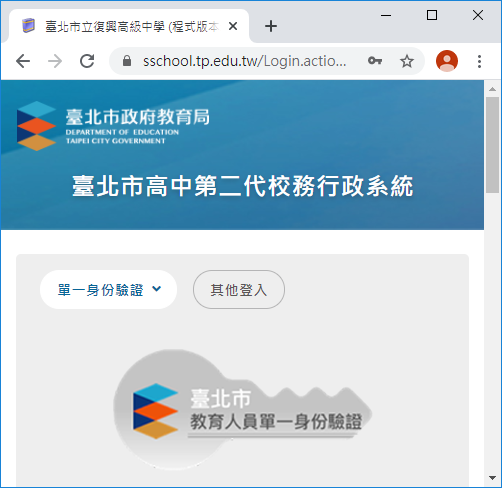 臺北市立復興高級中學 (程式版本
sschool.tp.edu.tw/Login.actio...
臺北市政府教育局
DEPARTMENT OF EDUCATION
TAIPEI CITY GOVERNMENT
臺北市高中第二代校務行政系統
單一身份驗證
其他登入
臺北市
教育人員單一身份驗證